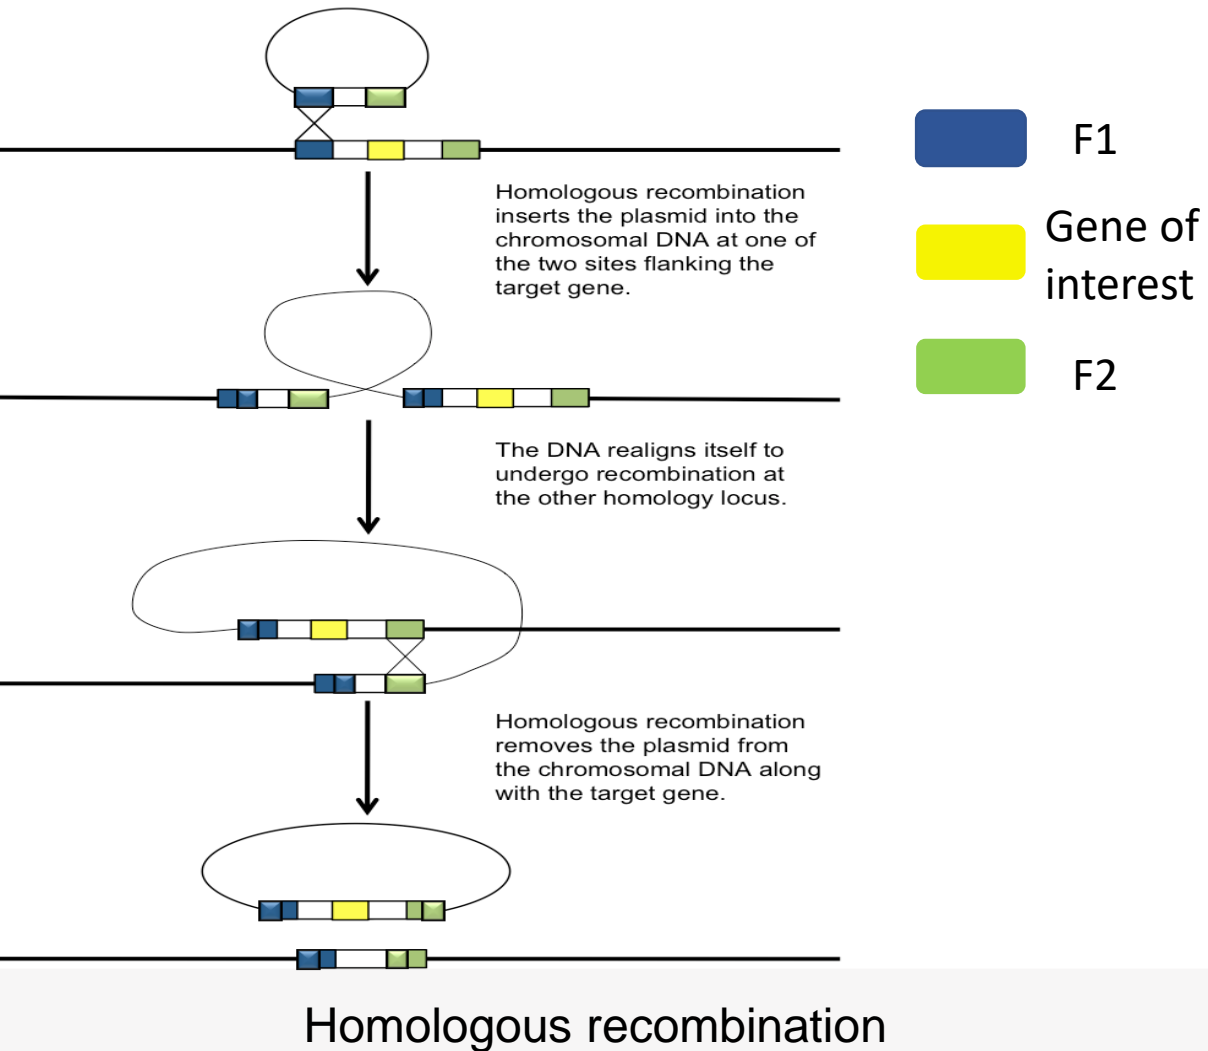 F1
Gene of
interest
F2
Homologous recombination
inserts the plasmid into the
chromosomal DNA at one of
the two sites flanking the
target gene.
The DNA realigns itself to
undergo recombination at
the other homology locus.
Homologous recombination
removes the plasmid from
the chromosomal DNA along
with the target gene.
Homologous recombination